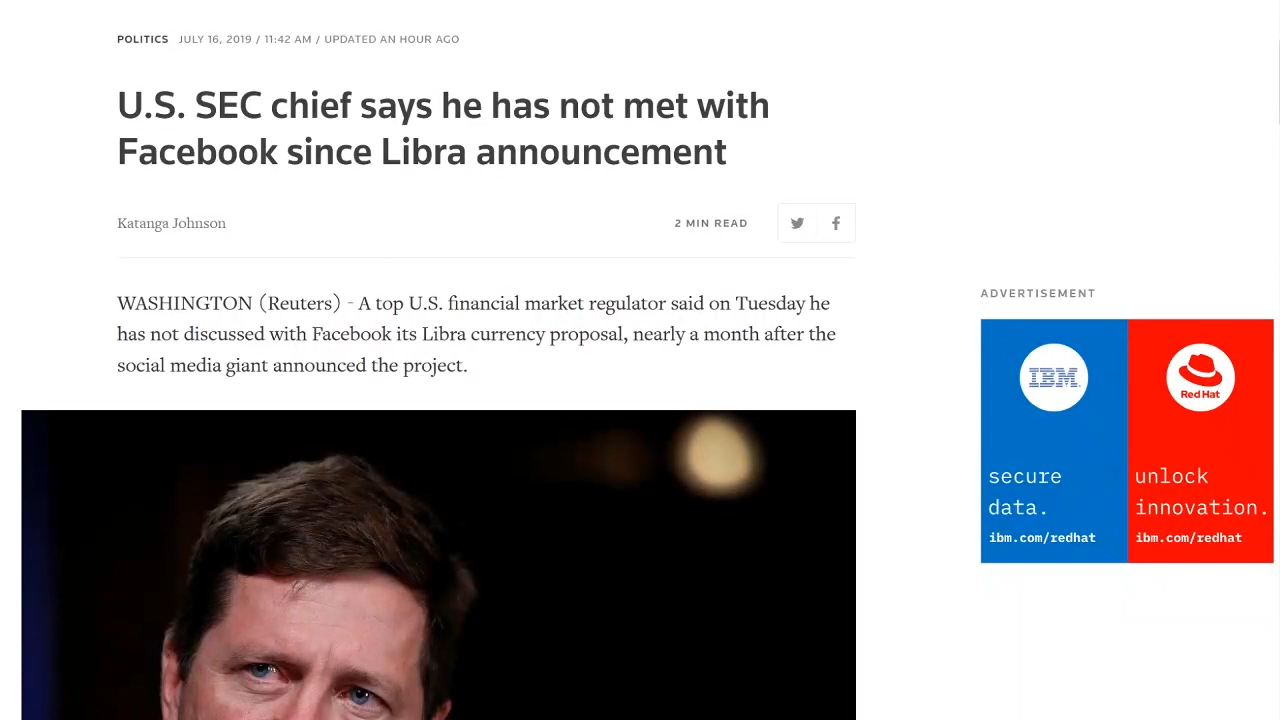 POLITICS JULY 16, 2019 / 11:42 AM / UPDATED AN HOUR AGO
U.S. SEC chief says he has not met with
Facebook since Libra announcement
Katanga Johnson
2 MIN READ
WASHINGTON (Reuters) - A top U.S. financial market regulator said on Tuesday he
has not discussed with Facebook its Libra currency proposal, nearly a month after the
social media giant announced the project.
ADVERTISEMENT
IBM
Red Hat
secure
data.
ibm.com/redhat
unlock
innovation.
ibm.com/redhat